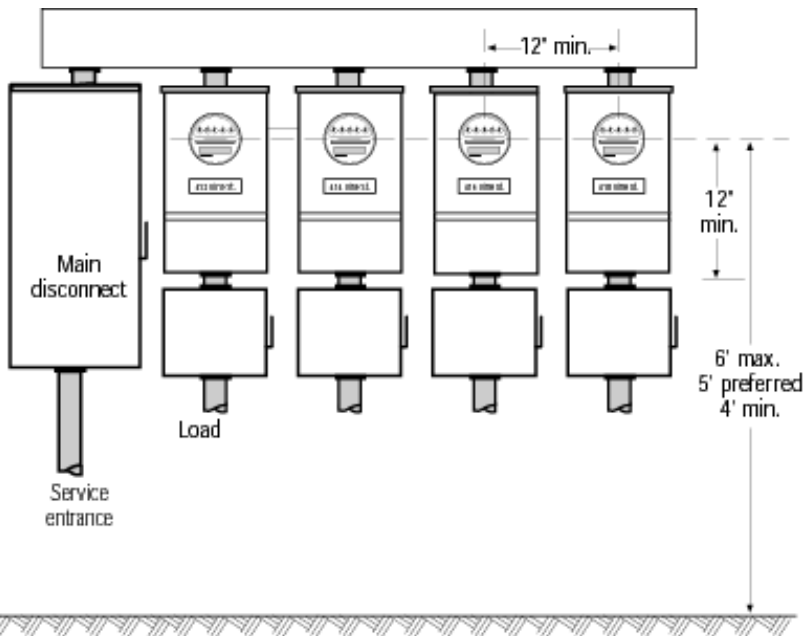 12" min.
12"
min.
Main
disconnect
6' max.
5' preferred
4' min.
Load
Service
entrance